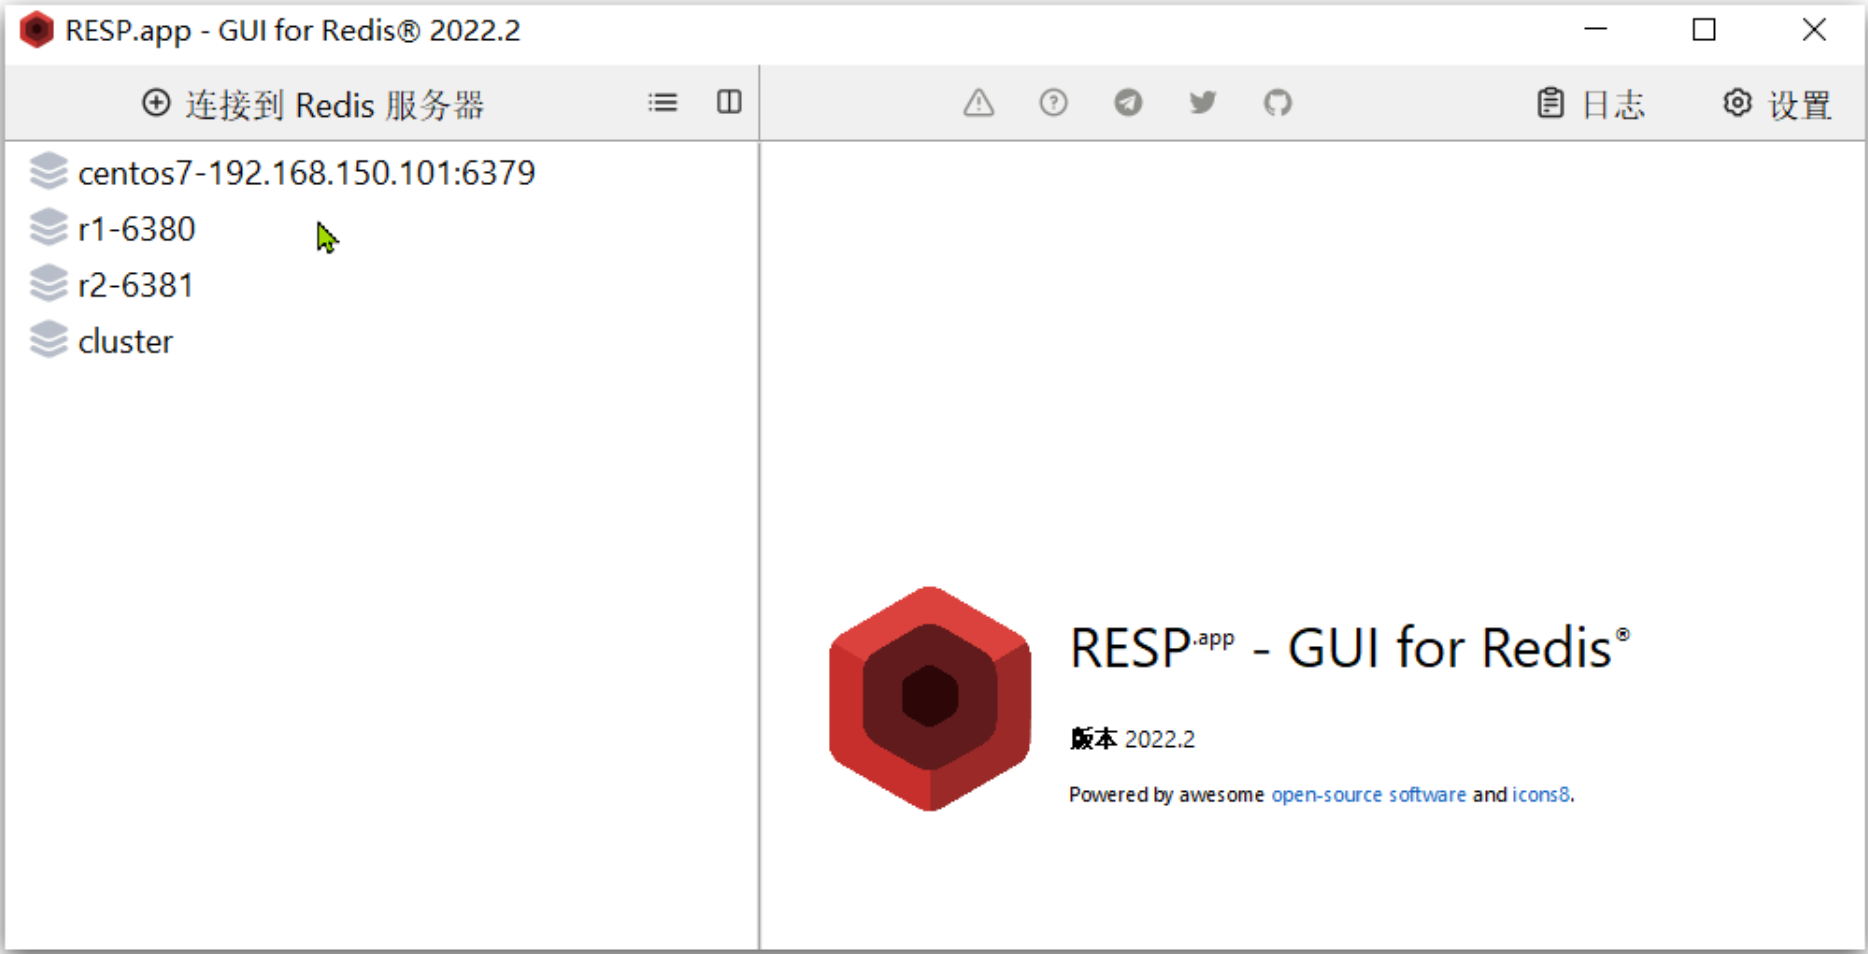 RESP.app - GUI for Redis® 2022.2
连接到 Redis 服务器
日志
设置
centos7-192.168.150.101:6379
r1-6380
r2-6381
cluster
RESP.app - GUI for Redis®
版本 2022.2
Powered by awesome open-source software and icons8.